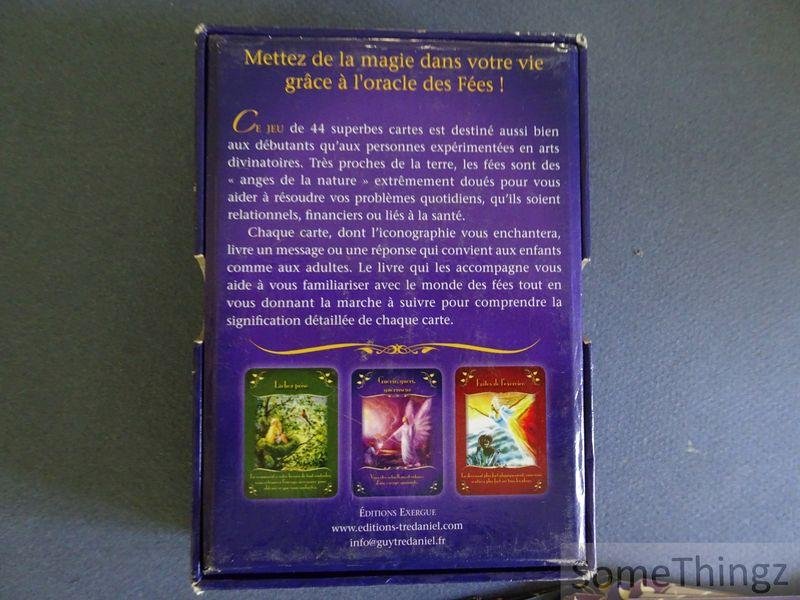 Mettez de la magie dans votre vie
grâce à l'oracle des Fées !
CE JEU de 44 superbes cartes est destiné aussi bien
aux débutants qu'aux personnes expérimentées en arts
divinatoires. Très proches de la terre, les fées sont des
« anges de la nature » extrêmement doués pour vous
aider à résoudre vos problèmes quotidiens, qu'ils soient
relationnels, financiers ou liés à la santé.
Chaque carte, dont l'iconographie vous enchantera,
livre un message ou une réponse qui convient aux enfants
comme aux adultes. Le livre qui les accompagne vous
aide à vous familiariser avec le monde des fées tout en
vous donnant la marche à suivre pour comprendre la
signification détaillée de chaque carte.
Lâchez prise
Guérir, guéri,
Faites de l'exercice
ÉDITIONS EXERGUE
www.editions-tredaniel.com
info@guytredaniel.fr
SomeThingz